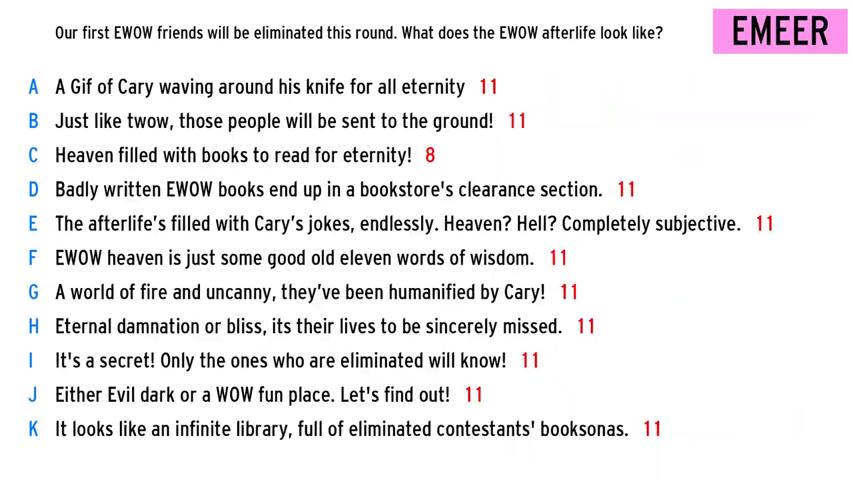 Our first EWOW friends will be eliminated this round. What does the EWOW afterlife look like?
EMEER
A A Gif of Cary waving around his knife for all eternity 11
B Just like twow, those people will be sent to the ground! 11
C Heaven filled with books to read for eternity! 8
D Badly written EWOW books end up in a bookstore's clearance section. 11
E The afterlife’s filled with Cary’s jokes, endlessly. Heaven? Hell? Completely subjective. 11
F EWOW heaven is just some good old eleven words of wisdom. 11
G A world of fire and uncanny, they’ve been humanified by Cary! 11
H Eternal damnation or bliss, its their lives to be sincerely missed. 11
I It's a secret! Only the ones who are eliminated will know! 11
J Either Evil dark or a WOW fun place. Let's find out! 11
K It looks like an infinite library, full of eliminated contestants' booksonas. 11